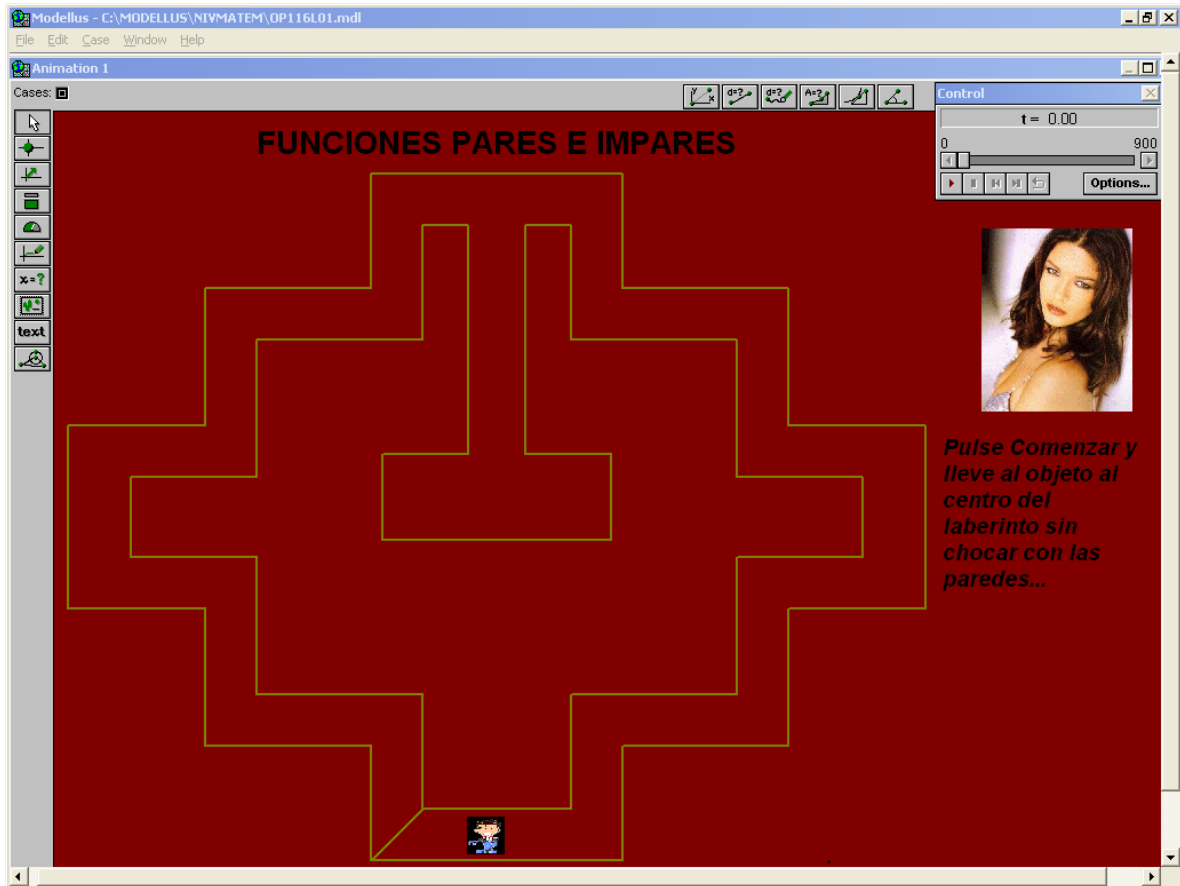 Modellus - C:\MODELLUS\NIVMATEM\OP116L01.mdl
File Edit Case Window Help
Animation 1
Cases:
Control
t = 0.00
0 900
Options...
FUNCIONES PARES E IMPARES
x=?
text
d=?
d=?
A=?
Pulse Comenzar y
lleve al objeto al
centro del
laberinto sin
chocar con las
paredes...